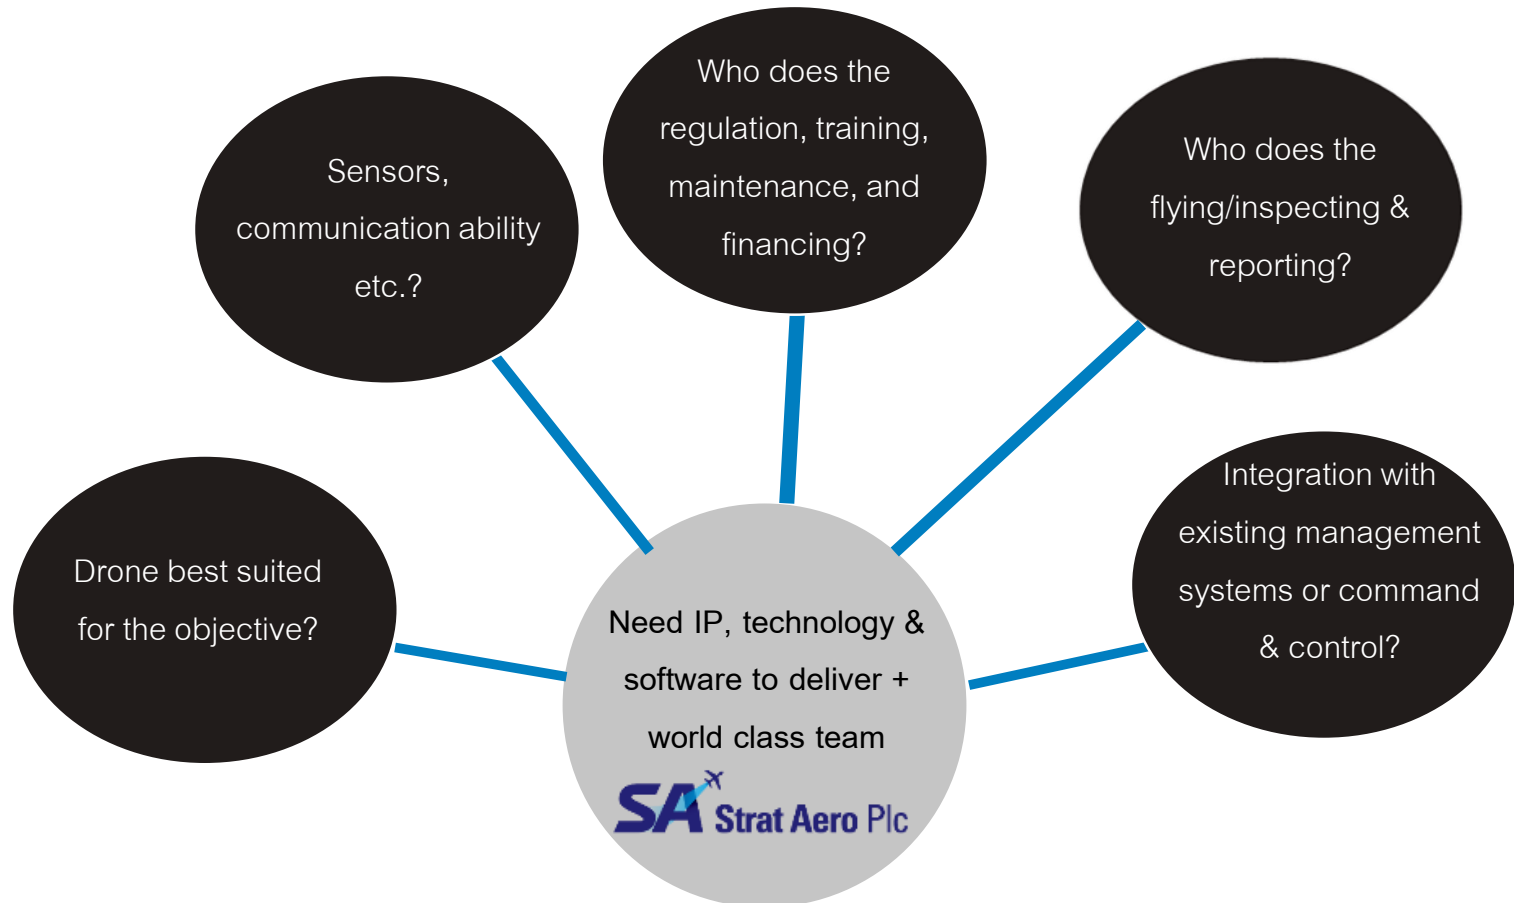 Who does the
regulation, training,
maintenance, and
financing?
Sensors,
communication ability
etc.?
Who does the
flying/inspecting &
reporting?
Drone best suited
for the objective?
Integration with
existing management
systems or command
& control?
Need IP, technology &
software to deliver +
world class team
SA Strat Aero Plc